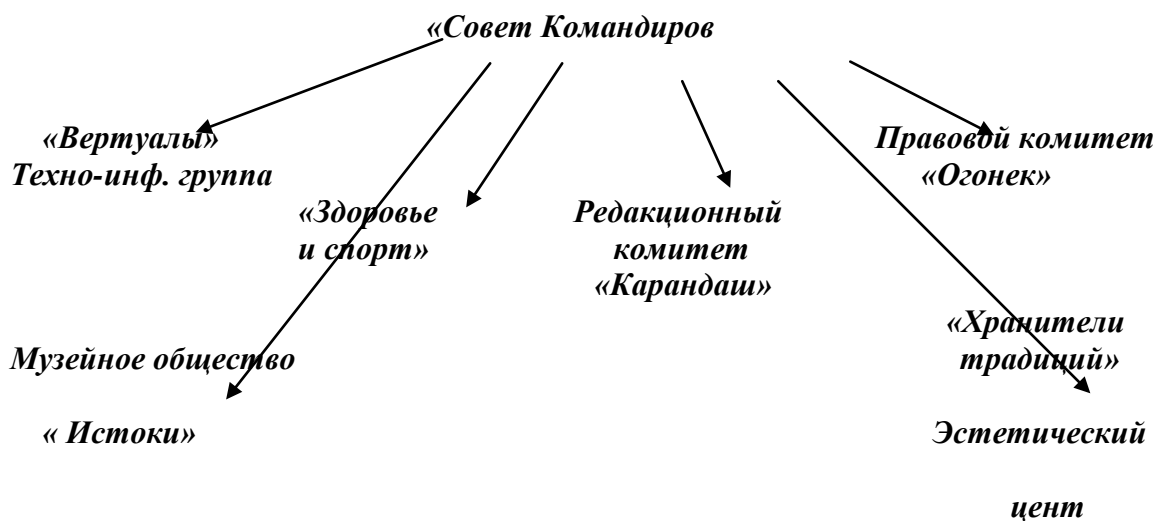 «Совет Командиров
«Вертуалы»
Техно-инф. группа
Правовой комитет
«Огонек»
«Здоровье
и спорт»
Редакционный
комитет
«Карандаш»
«Хранители
традиций»
Музейное общество
« Истоки»
Эстетический
цент